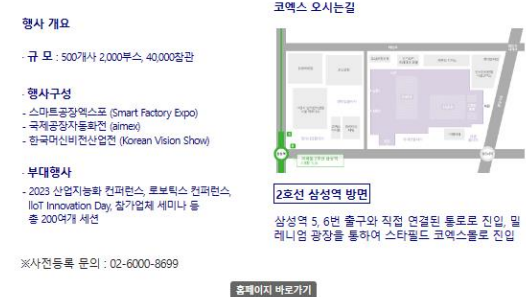 행사 개요
· 규 모 : 500개사 2,000부스, 40,000참관
· 행사구성
- 스마트공장엑스포 (Smart Factory Expo)
- 국제공장자동화전 (aimex)
- 한국머신비전산업전 (Korean Vision Show)
· 부대행사
- 2023 산업지능화 컨퍼런스, 로보틱스 컨퍼런스,
IIoT Innovation Day, 참가업체 세미나 등
총 200여개 세션
※사전등록 문의 : 02-6000-8699
코엑스 오시는길
2호선 삼성역 방면
삼성역 5, 6번 출구와 직접 연결된 통로로 진입, 밀
레니엄 광장을 통하여 스타필드 코엑스몰로 진입
홈페이지 바로가기